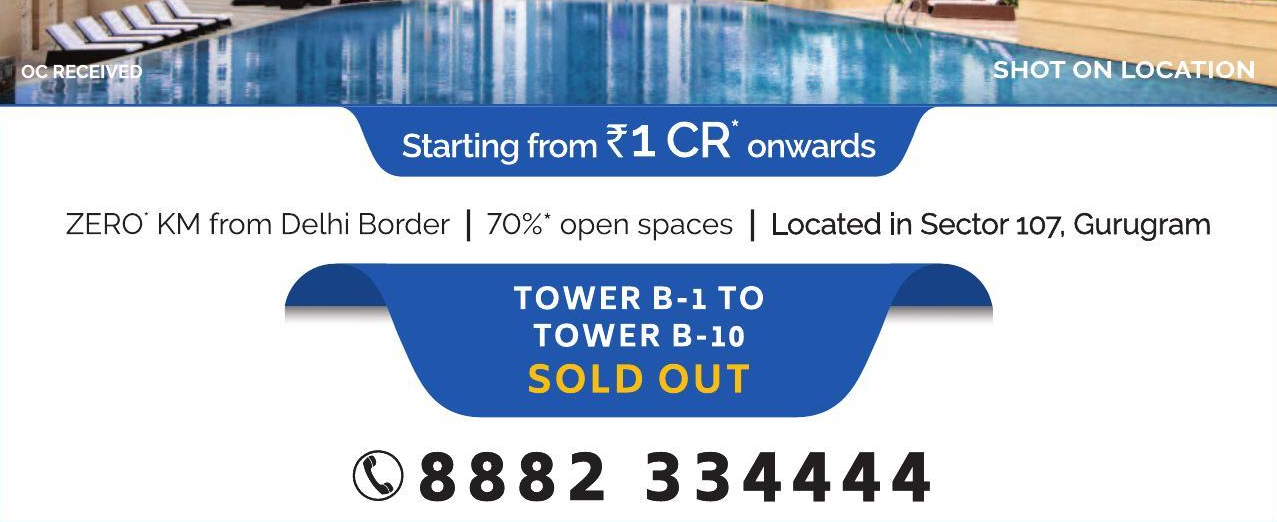 OC RECEIVED
SHOT ON LOCATION
Starting from ₹1 CR* onwards
ZERO* KM from Delhi Border | 70%* open spaces | Located in Sector 107, Gurugram
TOWER B-1 TO
TOWER B-10
SOLD OUT
8882 334444